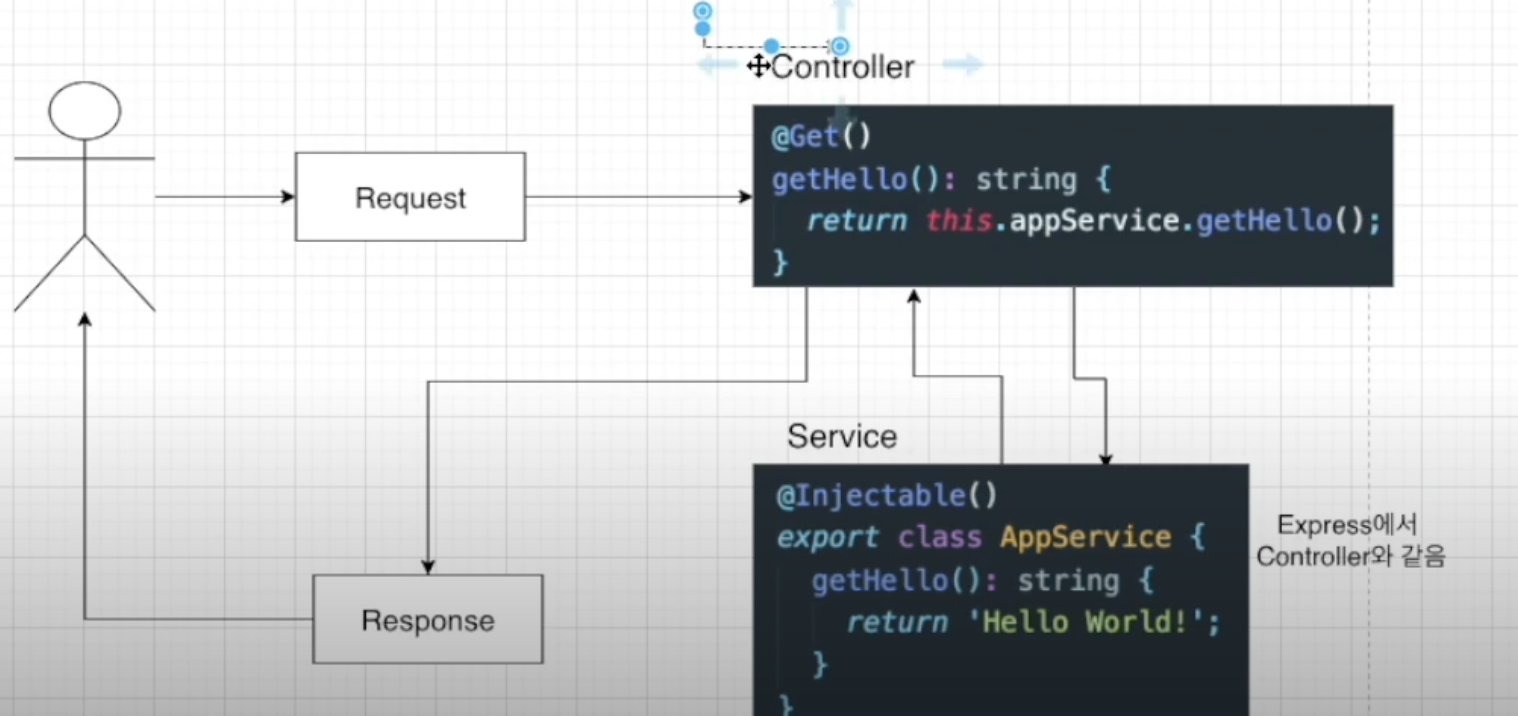 Controller
@Get()
getHello(): string {
return this.appService.getHello();
}
Request
Service
@Injectable()
export class AppService {
getHello(): string {
return 'Hello World!';
}
}
Express에서
Controller와 같음
Response